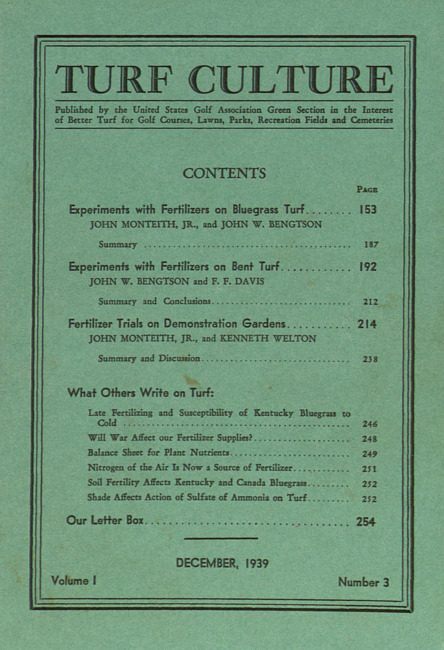 TURF CULTURE
Published by the United States Golf Association Green Section in the Interest
of Better Turf for Golf Courses, Lawns, Parks, Recreation Fields and Cemeteries
CONTENTS
PAGE
Experiments with Fertilizers on Bluegrass Turf........ 153
JOHN MONTEITH, JR., and JOHN W. BENGTSON
Summary ........................................ 187
Experiments with Fertilizers on Bent Turf............ 192
JOHN W. BENGTSON and F. F. DAVIS
Summary and Conclusions............................ 212
Fertilizer Trials on Demonstration Gardens........... 214
JOHN MONTEITH, JR., and KENNETH WELTON
Summary and Discussion.............................. 238
What Others Write on Turf:
Late Fertilizing and Susceptibility of Kentucky Bluegrass to
Cold ............................................ 246
Will War Affect our Fertilizer Supplies?.................... 248
Balance Sheet for Plant Nutrients......................... 249
Nitrogen of the Air Is Now a Source of Fertilizer............ 251
Soil Fertility Affects Kentucky and Canada Bluegrass........ 252
Shade Affects Action of Sulfate of Ammonia on Turf......... 252
Our Letter Box.................................. 254
DECEMBER, 1939
Volume I
Number 3